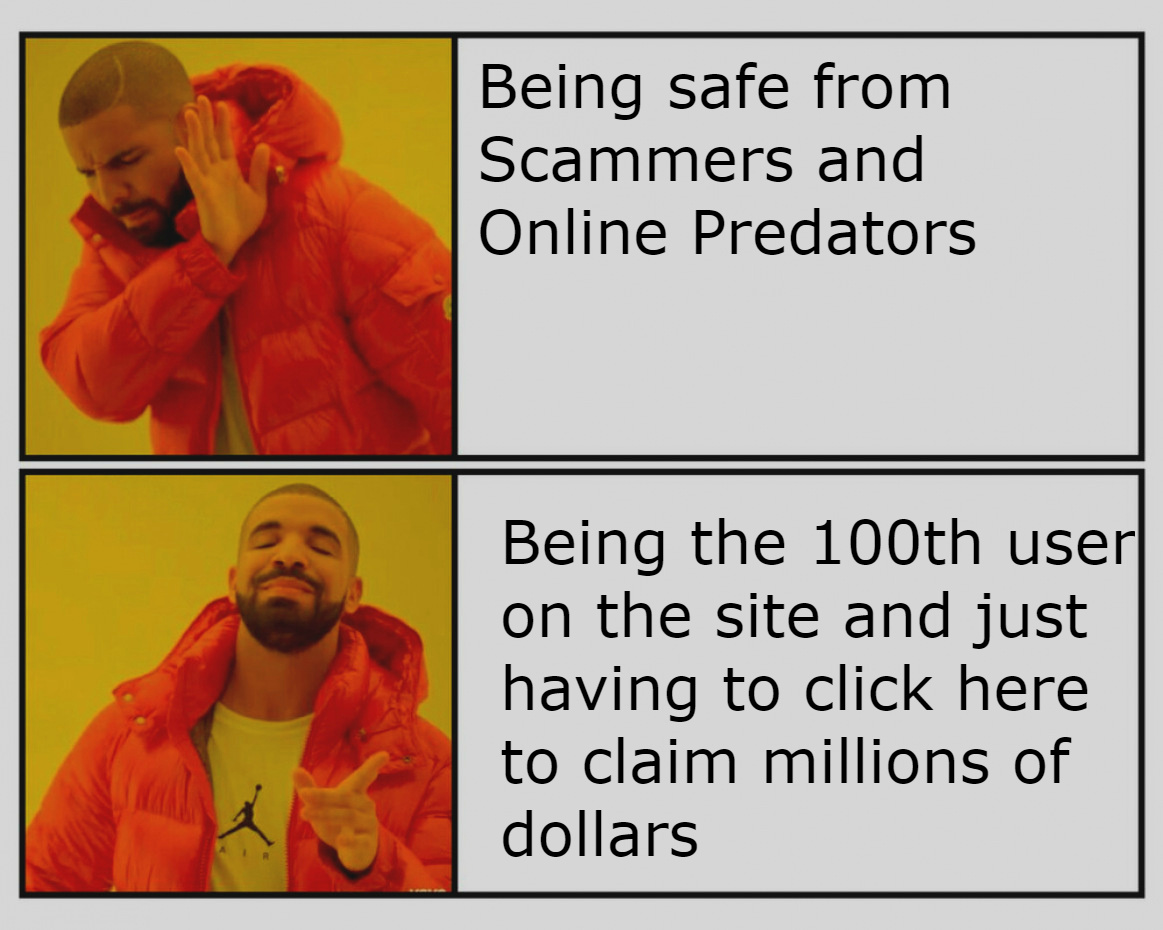 Being safe from
Scammers and
Online Predators
Being the 100th user
on the site and just
having to click here
to claim millions of
dollars
A I R